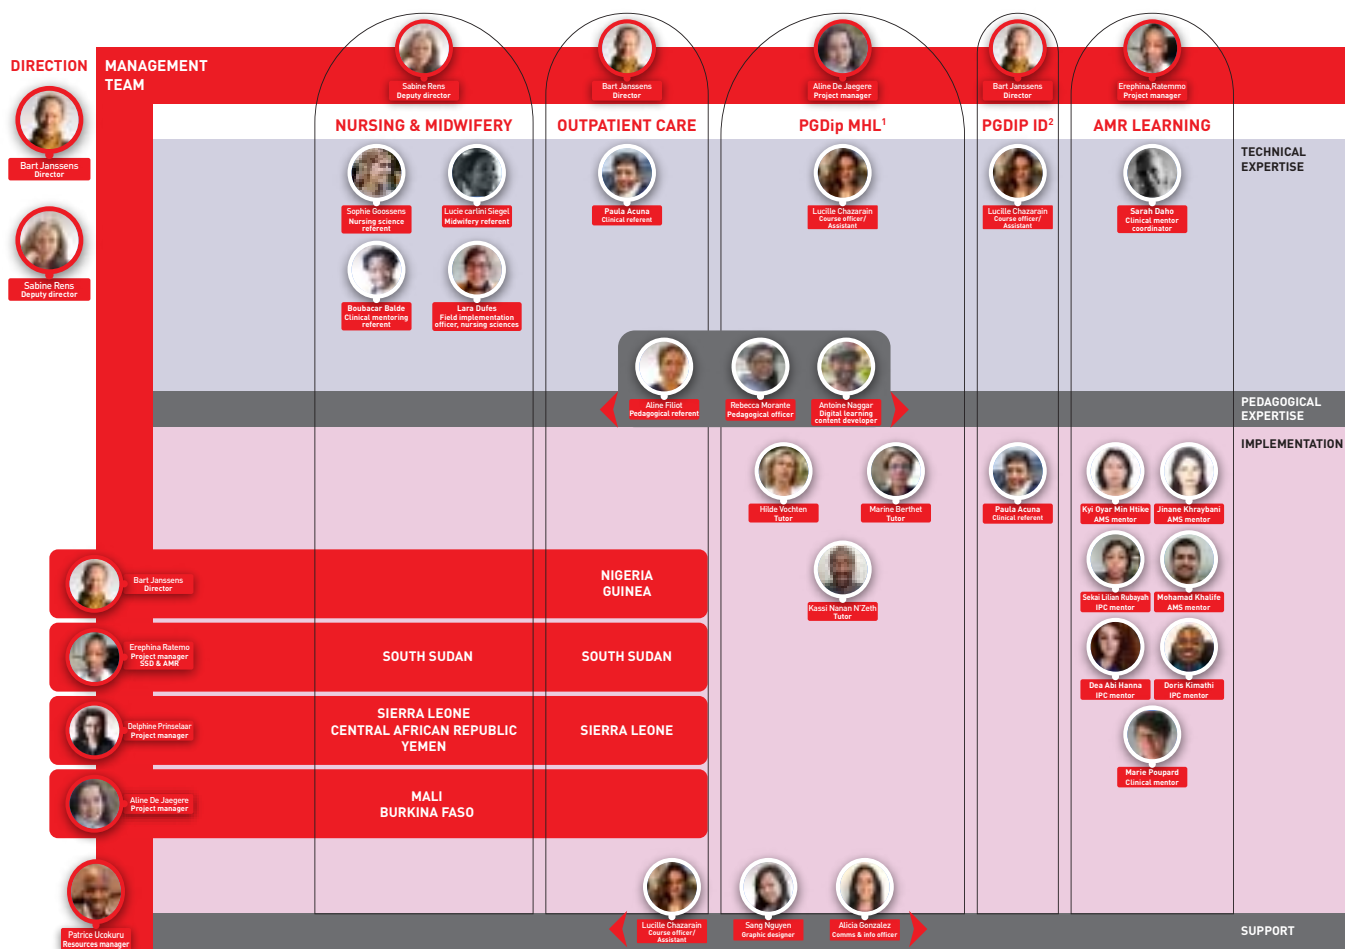 DIRECTION
MANAGEMENT
TEAM
Bart Janssens
Director
Sabine Rens
Deputy director
Sabine Rens
Deputy director
Bart Janssens
Director
Aline De Jaegere
Project manager
Bart Janssens
Director
Erephina,Ratemmo
Project manager
NURSING & MIDWIFERY
OUTPATIENT CARE
PGDip MHL¹
PGDIP ID²
AMR LEARNING
TECHNICAL
EXPERTISE
Sophie Goossens
Nursing science
referent
Lucie carlini Siegel
Midwifery referent
Paula Acuna
Clinical referent
Lucille Chazarain
Course officer/
Assistant
Lucille Chazarain
Course officer/
Assistant
Sarah Daho
Clinical mentor
coordinator
Boubacar Balde
Clinical mentoring
referent
Lara Dufes
Field implementation
officer, nursing sciences
Aline Filiot
Pedagogical referent
Rebecca Morante
Pedagogical officer
Antoine Naggar
Digital learning
content developer
PEDAGOGICAL
EXPERTISE
IMPLEMENTATION
Hilde Vochten
Tutor
Marine Berthet
Tutor
Paula Acuna
Clinical referent
Kyi Oyar Min Htike
AMS mentor
Jinane Khraybani
AMS mentor
Kassi Nanan N'Zeth
Tutor
Sekai Lilian Rubayah
IPC mentor
Mohamad Khalife
AMS mentor
Dea Abi Hanna
IPC mentor
Doris Kimathi
IPC mentor
Marie Poupard
Clinical mentor
Bart Janssens
Director
NIGERIA
GUINEA
Erephina Ratemo
Project manager
SSD & AMR
SOUTH SUDAN
SOUTH SUDAN
Delphine Prinselaar
Project manager
SIERRA LEONE
CENTRAL AFRICAN REPUBLIC
YEMEN
SIERRA LEONE
Aline De Jaegere
Project manager
MALI
BURKINA FASO
Patrice Ucokuru
Resources manager
Lucille Chazarain
Course officer/
Assistant
Sang Nguyen
Graphic designer
Alicia Gonzalez
Comms & info officer
SUPPORT